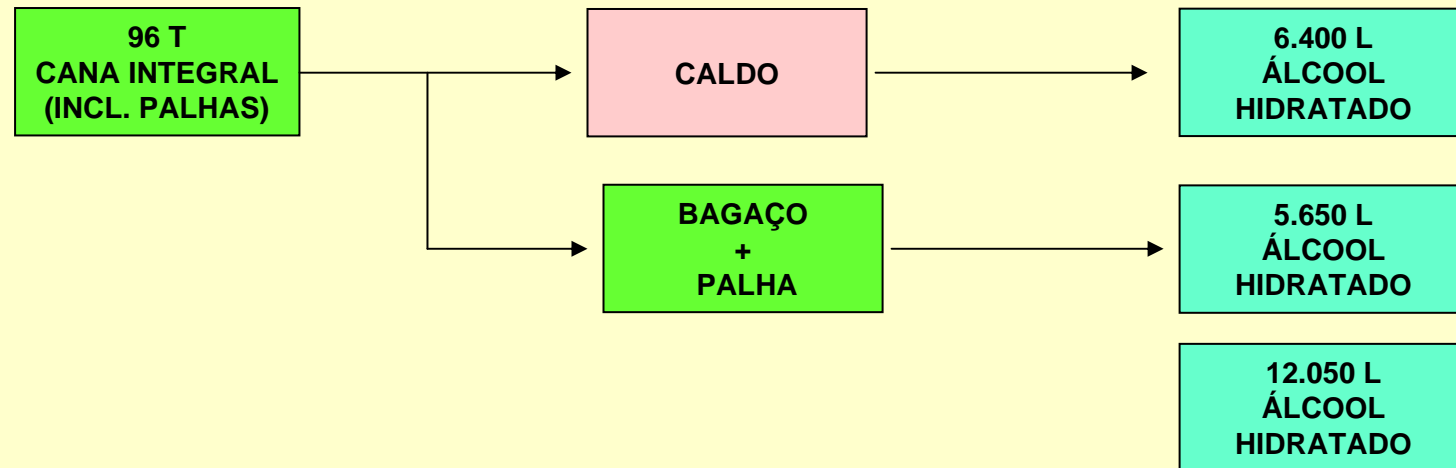 96 T
CANA INTEGRAL
(INCL. PALHAS)
CALDO
6.400 L
ÁLCOOL
HIDRATADO
BAGAÇO
+
PALHA
5.650 L
ÁLCOOL
HIDRATADO
12.050 L
ÁLCOOL
HIDRATADO